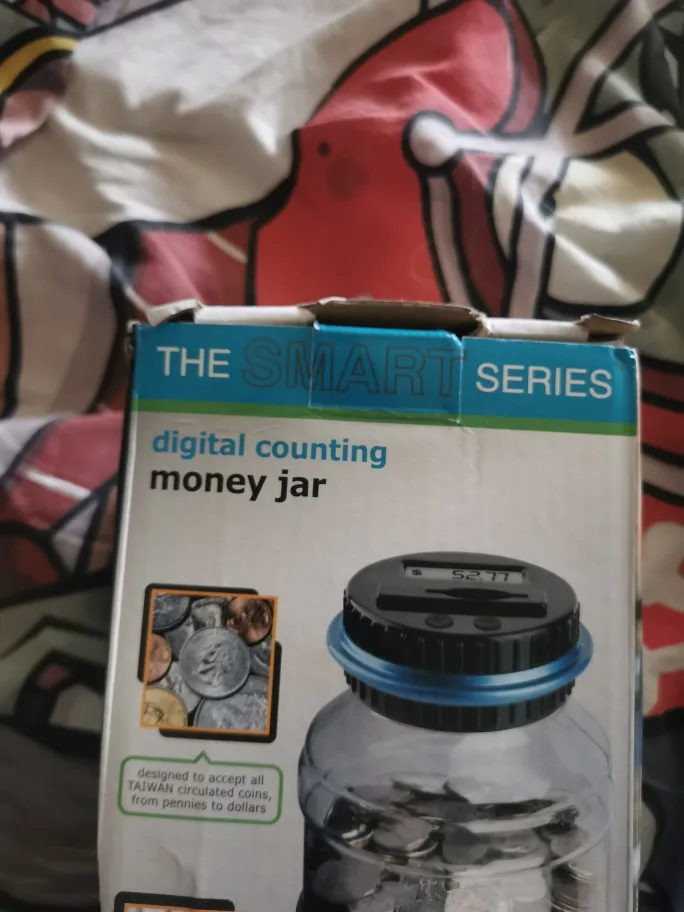 THE SMART SERIES
digital counting
money jar
$ 52.77
designed to accept all
TAIWAN circulated coins,
from pennies to dollars